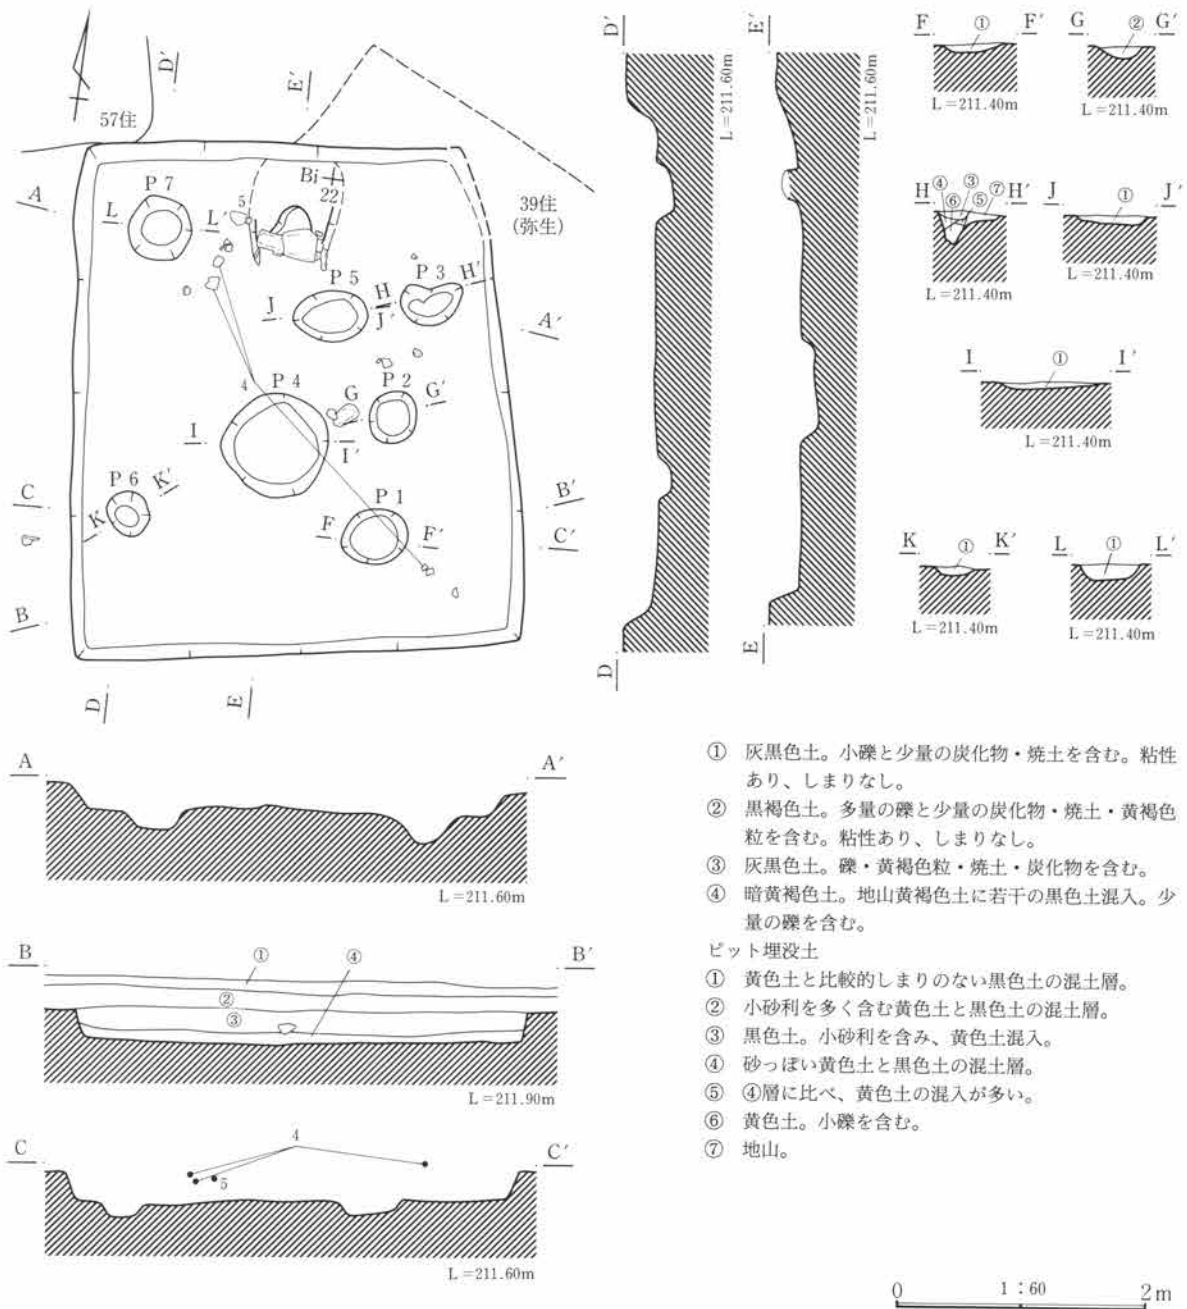 D′
E′
57住
39住
(弥生)
Bi
22
5
P 7
L
L′
A
P 5
P 3
H
H′
J
J′
A′
4
P 4
P 2
G
G′
I
I′
P 6
K
K′
C
B′
P 1
F
F′
C′
B
D
E
D′
L=211.60m
D
E′
L=211.60m
E
F
①
F′
L=211.40m
G
②
G′
L=211.40m
H
④
③
⑥
⑤
⑦
H′
L=211.40m
J
①
J′
L=211.40m
I
①
I′
L=211.40m
K
①
K′
L=211.40m
L
①
L′
L=211.40m
A
A′
L=211.60m
B
①
④
B′
②
③
L=211.90m
C
4
C′
5
L=211.60m
① 灰黒色土。小礫と少量の炭化物・焼土を含む。粘性
あり、しまりなし。
② 黒褐色土。多量の礫と少量の炭化物・焼土・黄褐色
粒を含む。粘性あり、しまりなし。
③ 灰黒色土。礫・黄褐色粒・焼土・炭化物を含む。
④ 暗黄褐色土。地山黄褐色土に若干の黒色土混入。少
量の礫を含む。
ピット埋没土
① 黄色土と比較的しまりのない黒色土の混土層。
② 小砂利を多く含む黄色土と黒色土の混土層。
③ 黒色土。小砂利を含み、黄色土混入。
④ 砂っぽい黄色土と黒色土の混土層。
⑤ ④層に比べ、黄色土の混入が多い。
⑥ 黄色土。小礫を含む。
⑦ 地山。
0 1：60 2m